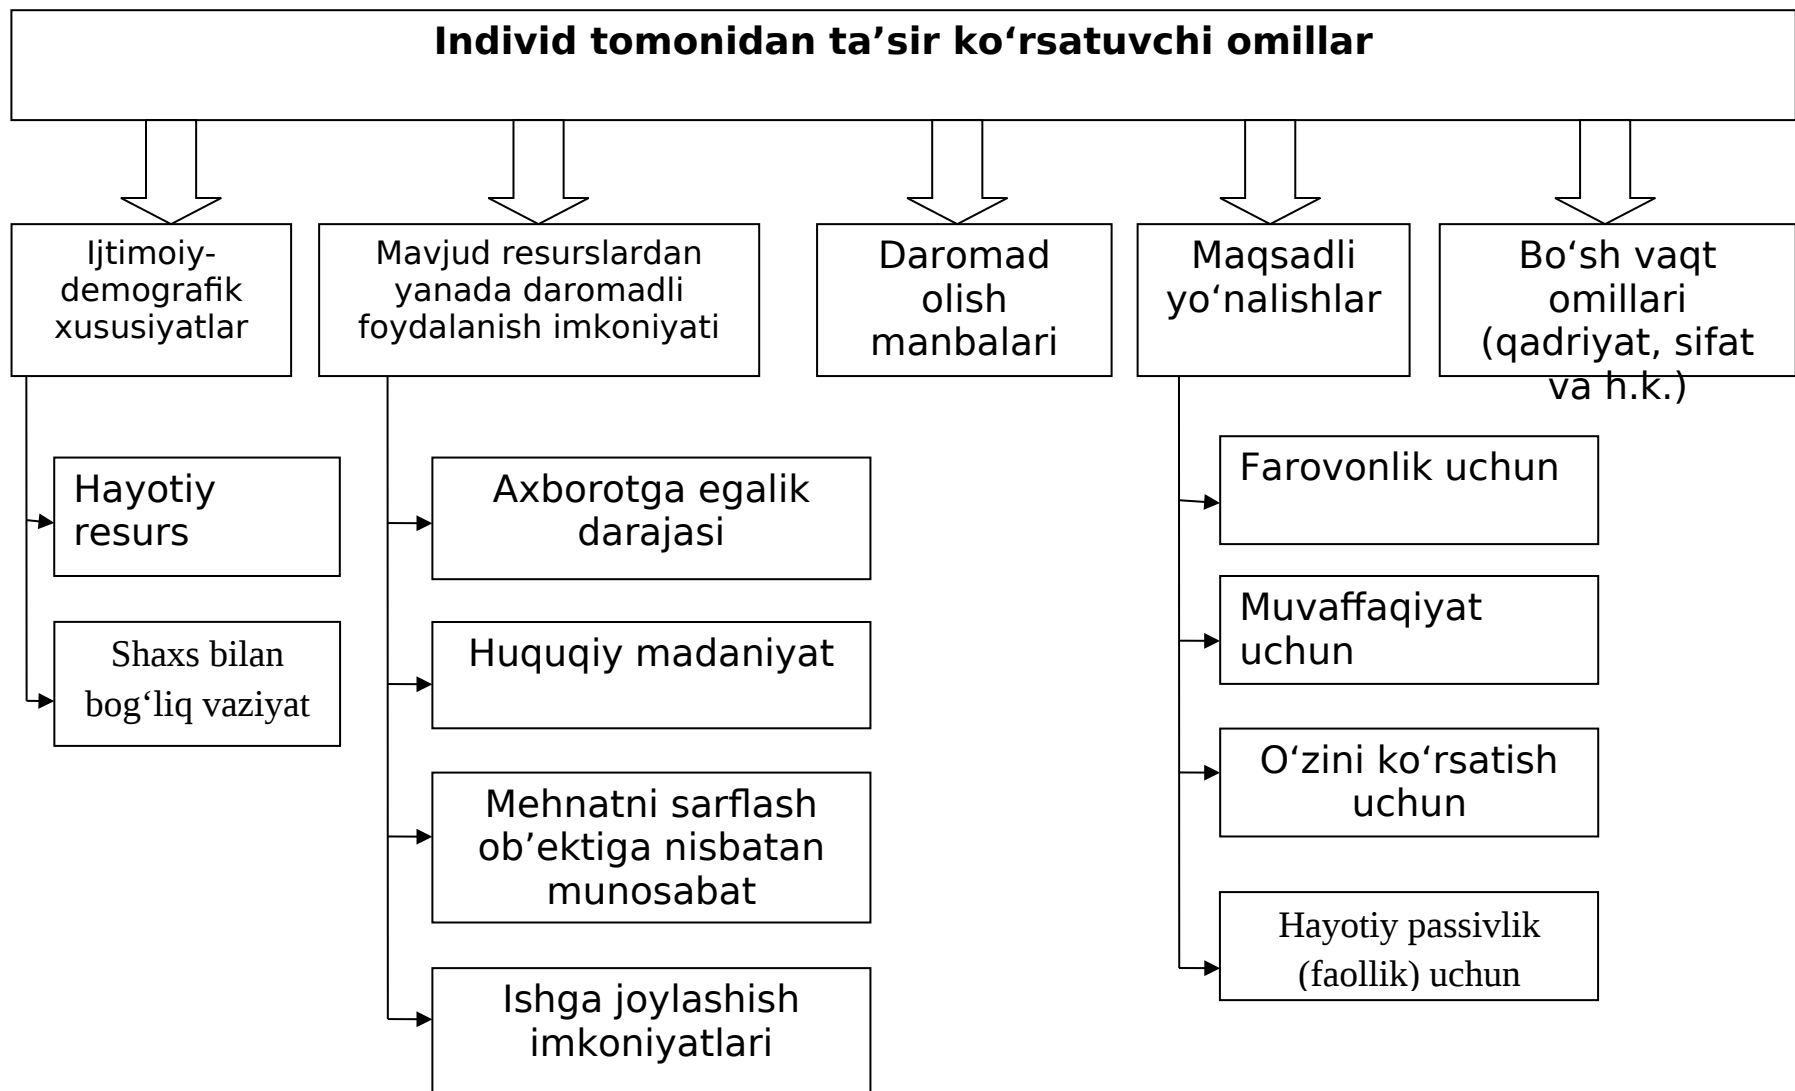 Individ tomonidan ta’sir ko‘rsatuvchi omillar
Ijtimoiy-
demografik
xususiyatlar
Mavjud resurslardan
yanada daromadli
foydalanish imkoniyati
Daromad
olish
manbalari
Maqsadli
yo‘nalishlar
Bo‘sh vaqt
omillari
(qadriyat, sifat
va h.k.)
Hayotiy
resurs
Shaxs bilan
bog‘liq vaziyat
Axborotga egalik
darajasi
Huquqiy madaniyat
Mehnatni sarflash
ob’ektiga nisbatan
munosabat
Ishga joylashish
imkoniyatlari
Farovonlik uchun
Muvaffaqiyat
uchun
O‘zini ko‘rsatish
uchun
Hayotiy passivlik
(faollik) uchun